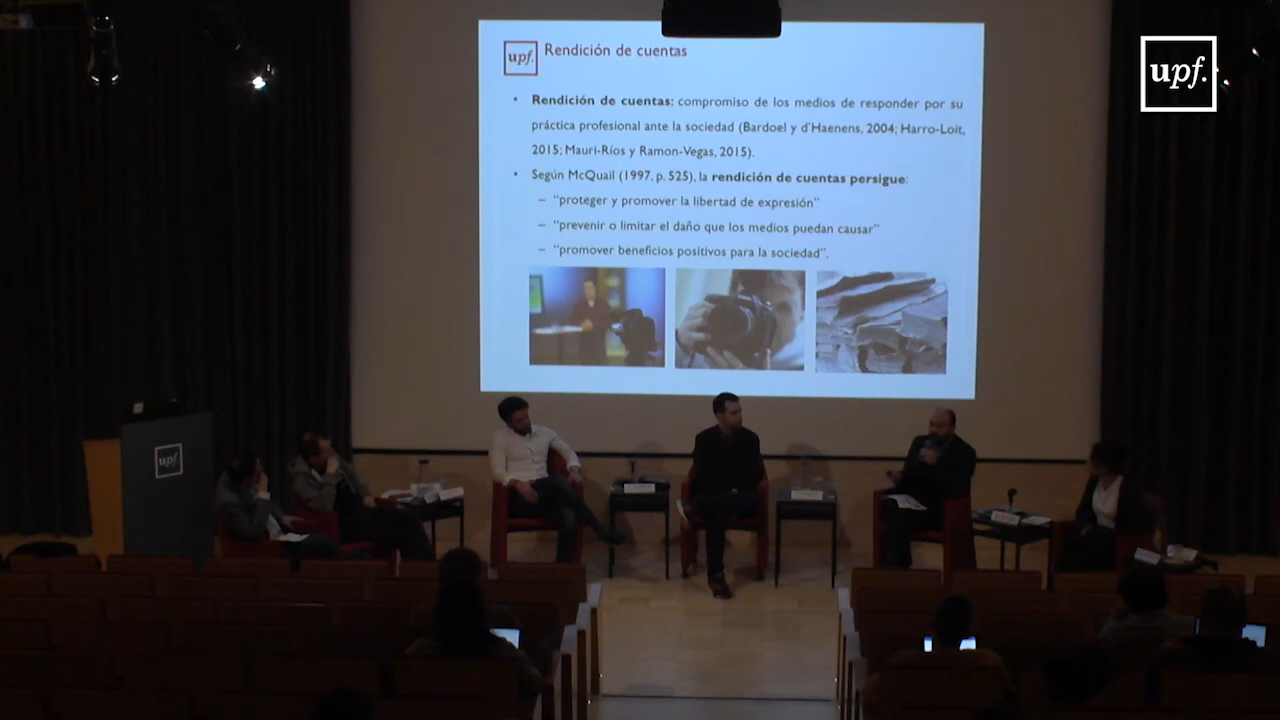 upf.
Rendición de cuentas
• Rendición de cuentas: compromiso de los medios de responder por su
práctica profesional ante la sociedad (Bardoel y d'Haenens, 2004; Harro-Loit,
2015; Mauri-Ríos y Ramon-Vegas, 2015).
• Según McQuail (1997, p. 525), la rendición de cuentas persigue:
– "proteger y promover la libertad de expresión"
– "prevenir o limitar el daño que los medios puedan causar"
– "promover beneficios positivos para la sociedad".
upf.
upf.